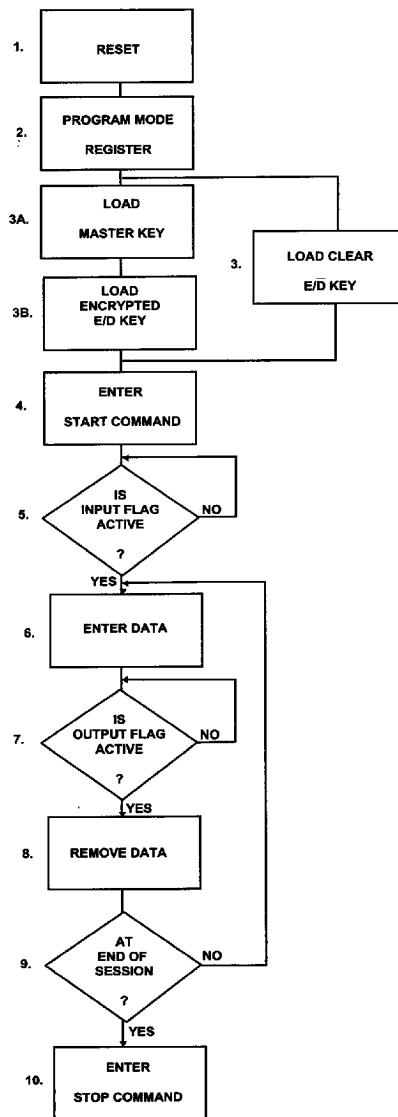 1.
RESET
2.
PROGRAM MODE
REGISTER
3A.
LOAD
MASTER KEY
3.
LOAD CLEAR
E/D KEY
3B.
LOAD
ENCRYPTED
E/D KEY
4.
ENTER
START COMMAND
5.
IS
INPUT FLAG
ACTIVE
?
NO
YES
6.
ENTER DATA
7.
IS
OUTPUT FLAG
ACTIVE
?
NO
YES
8.
REMOVE DATA
9.
AT
END OF
SESSION
?
NO
YES
10.
ENTER
STOP COMMAND